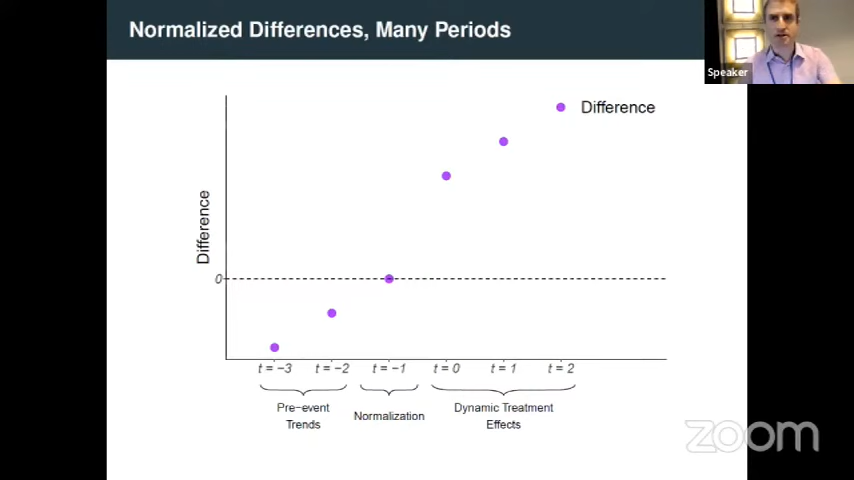 Normalized Differences, Many Periods
Speaker
Difference
Difference
0
t = −3
t = −2
t = −1
t = 0
t = 1
t = 2
Pre−event
Trends
Normalization
Dynamic Treatment
Effects
zoom